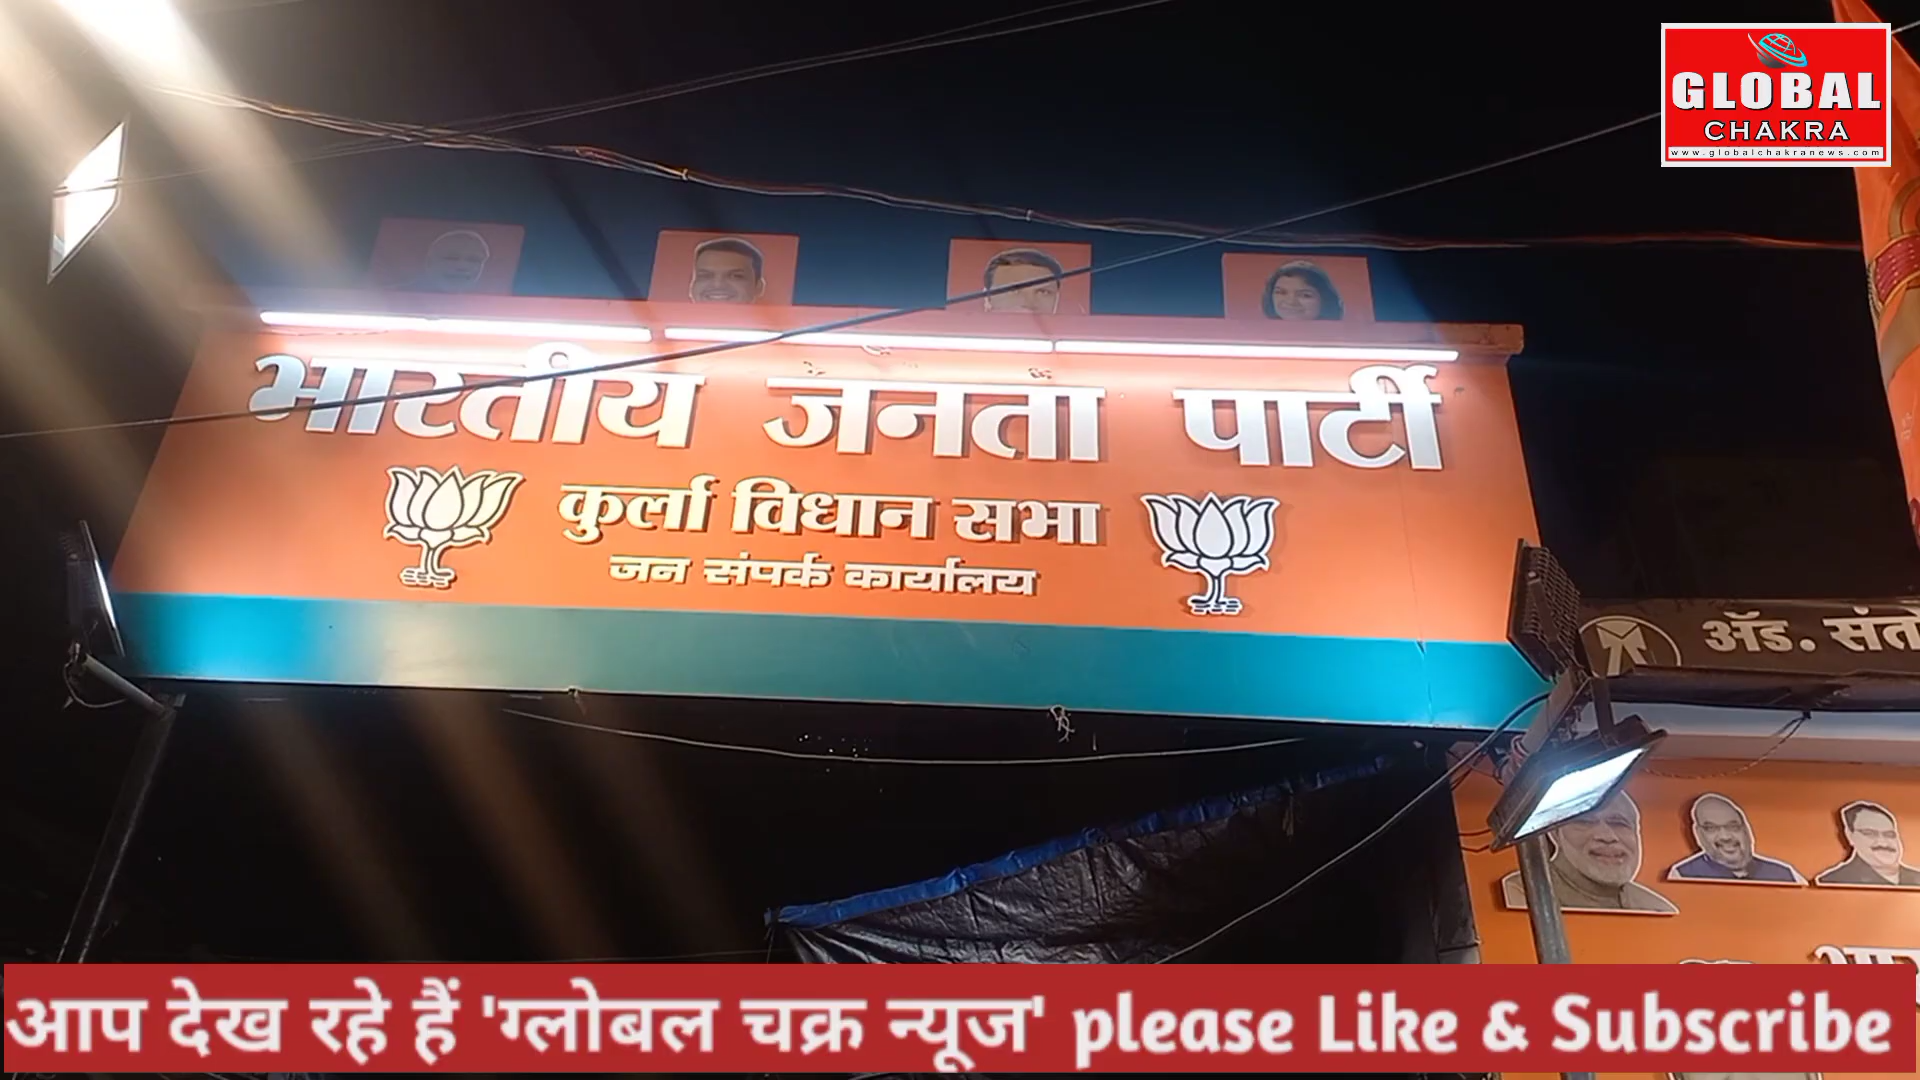 GLOBAL
CHAKRA
www.globalchakranews.com
भारतीय जनता पार्टी
कुर्ला विधान सभा
जन संपर्क कार्यालय
ॲड.
आप देख रहे हैं 'ग्लोबल चक्र न्यूज' please Like & Subscribe